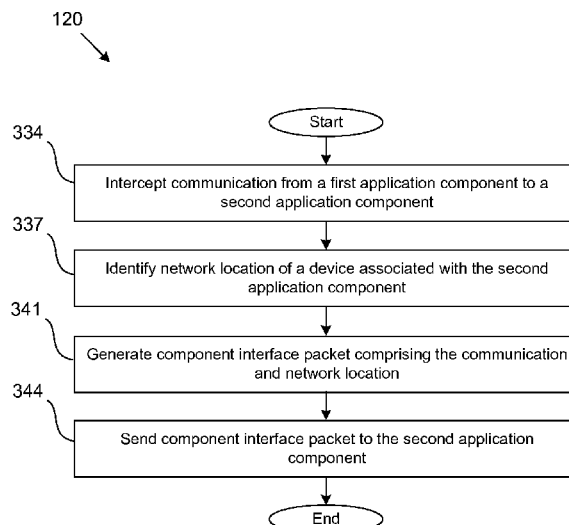 120
Start
334
Intercept communication from a first application component to a
second application component
337
Identify network location of a device associated with the second
application component
341
Generate component interface packet comprising the communication
and network location
344
Send component interface packet to the second application
component
End